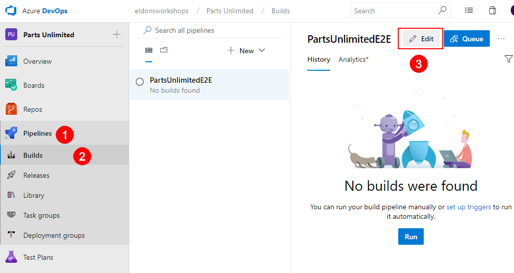 Azure DevOps
eldonsworkshops / Parts Unlimited / Builds
Search
PU Parts Unlimited
Overview
Boards
Repos
Pipelines 1
Builds 2
Releases
Library
Task groups
Deployment groups
Test Plans
Search all pipelines
New
PartsUnlimitedE2E
No builds found
PartsUnlimitedE2E
Edit
Queue
3
History Analytics*
No builds were found
You can run your build pipeline manually or set up triggers to run
it automatically.
Run